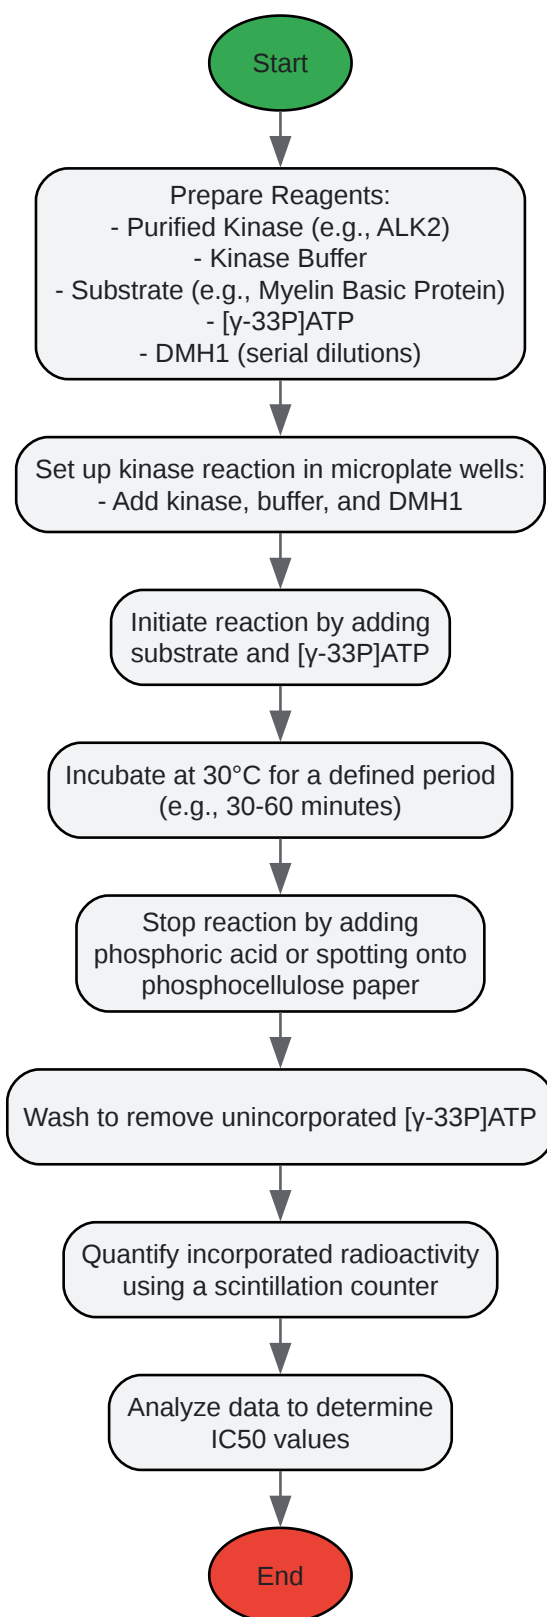 Start
Prepare Reagents:
- Purified Kinase (e.g., ALK2)
- Kinase Buffer
- Substrate (e.g., Myelin Basic Protein)
- [γ-33P]ATP
- DMH1 (serial dilutions)
Set up kinase reaction in microplate wells:
- Add kinase, buffer, and DMH1
Initiate reaction by adding
substrate and [γ-33P]ATP
Incubate at 30°C for a defined period
(e.g., 30-60 minutes)
Stop reaction by adding
phosphoric acid or spotting onto
phosphocellulose paper
Wash to remove unincorporated [γ-33P]ATP
Quantify incorporated radioactivity
using a scintillation counter
Analyze data to determine
IC50 values
End